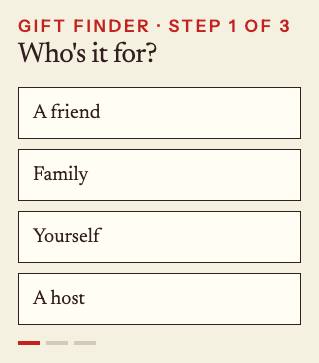 GIFT FINDER · STEP 1 OF 3
Who's it for?
A friend
Family
Yourself
A host